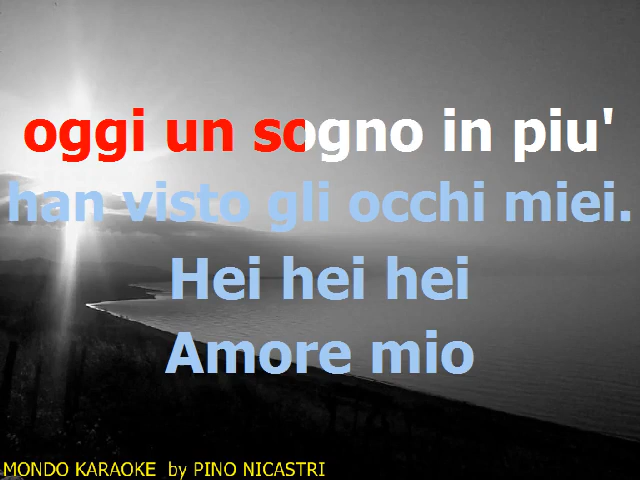 oggi un sogno in piu'
han visto gli occhi miei.
Hei hei hei
Amore mio
MONDO KARAOKE by PINO NICASTRI